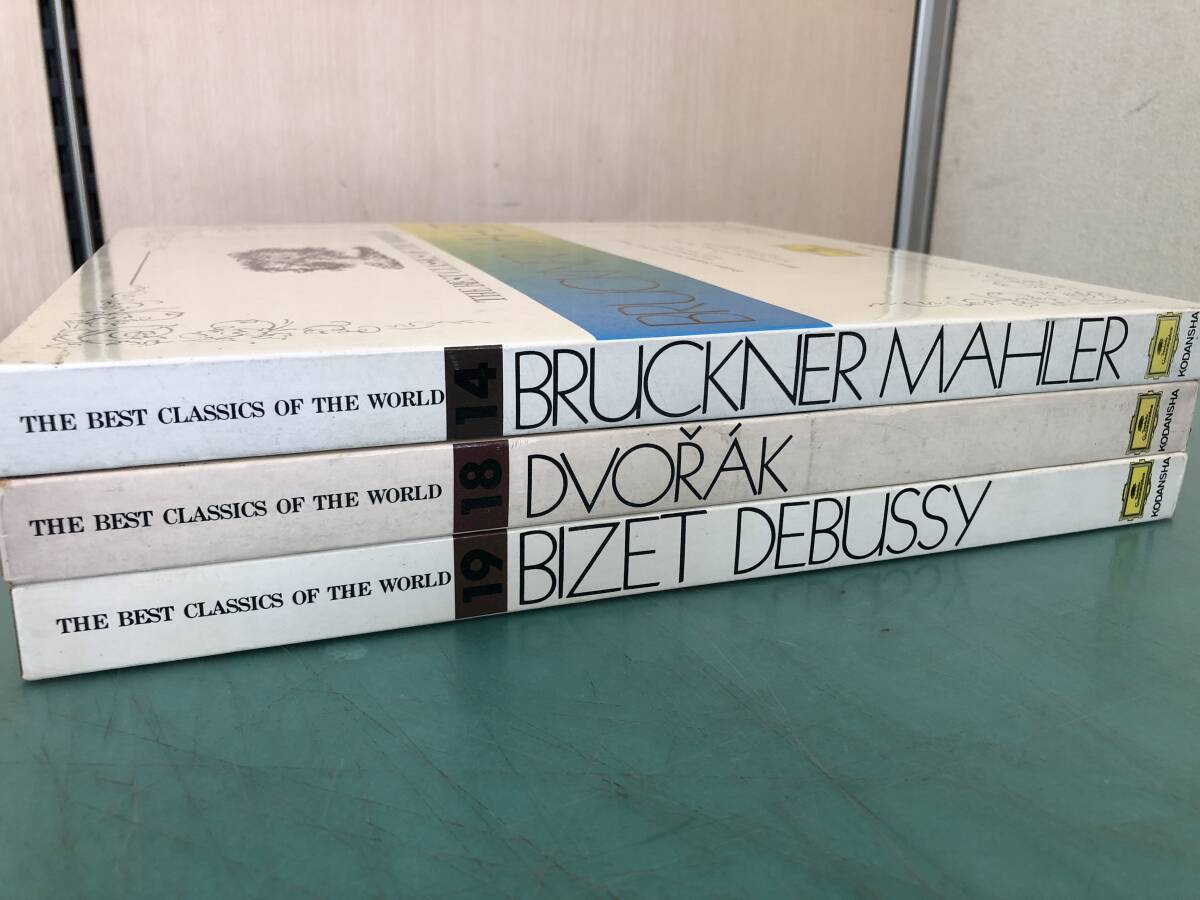 THE BEST CLASSICS OF THE WORLD 14 BRUCKNER MAHLER KODANSHA
THE BEST CLASSICS OF THE WORLD 18 DVOŘÁK KODANSHA
THE BEST CLASSICS OF THE WORLD 19 BIZET DEBUSSY KODANSHA